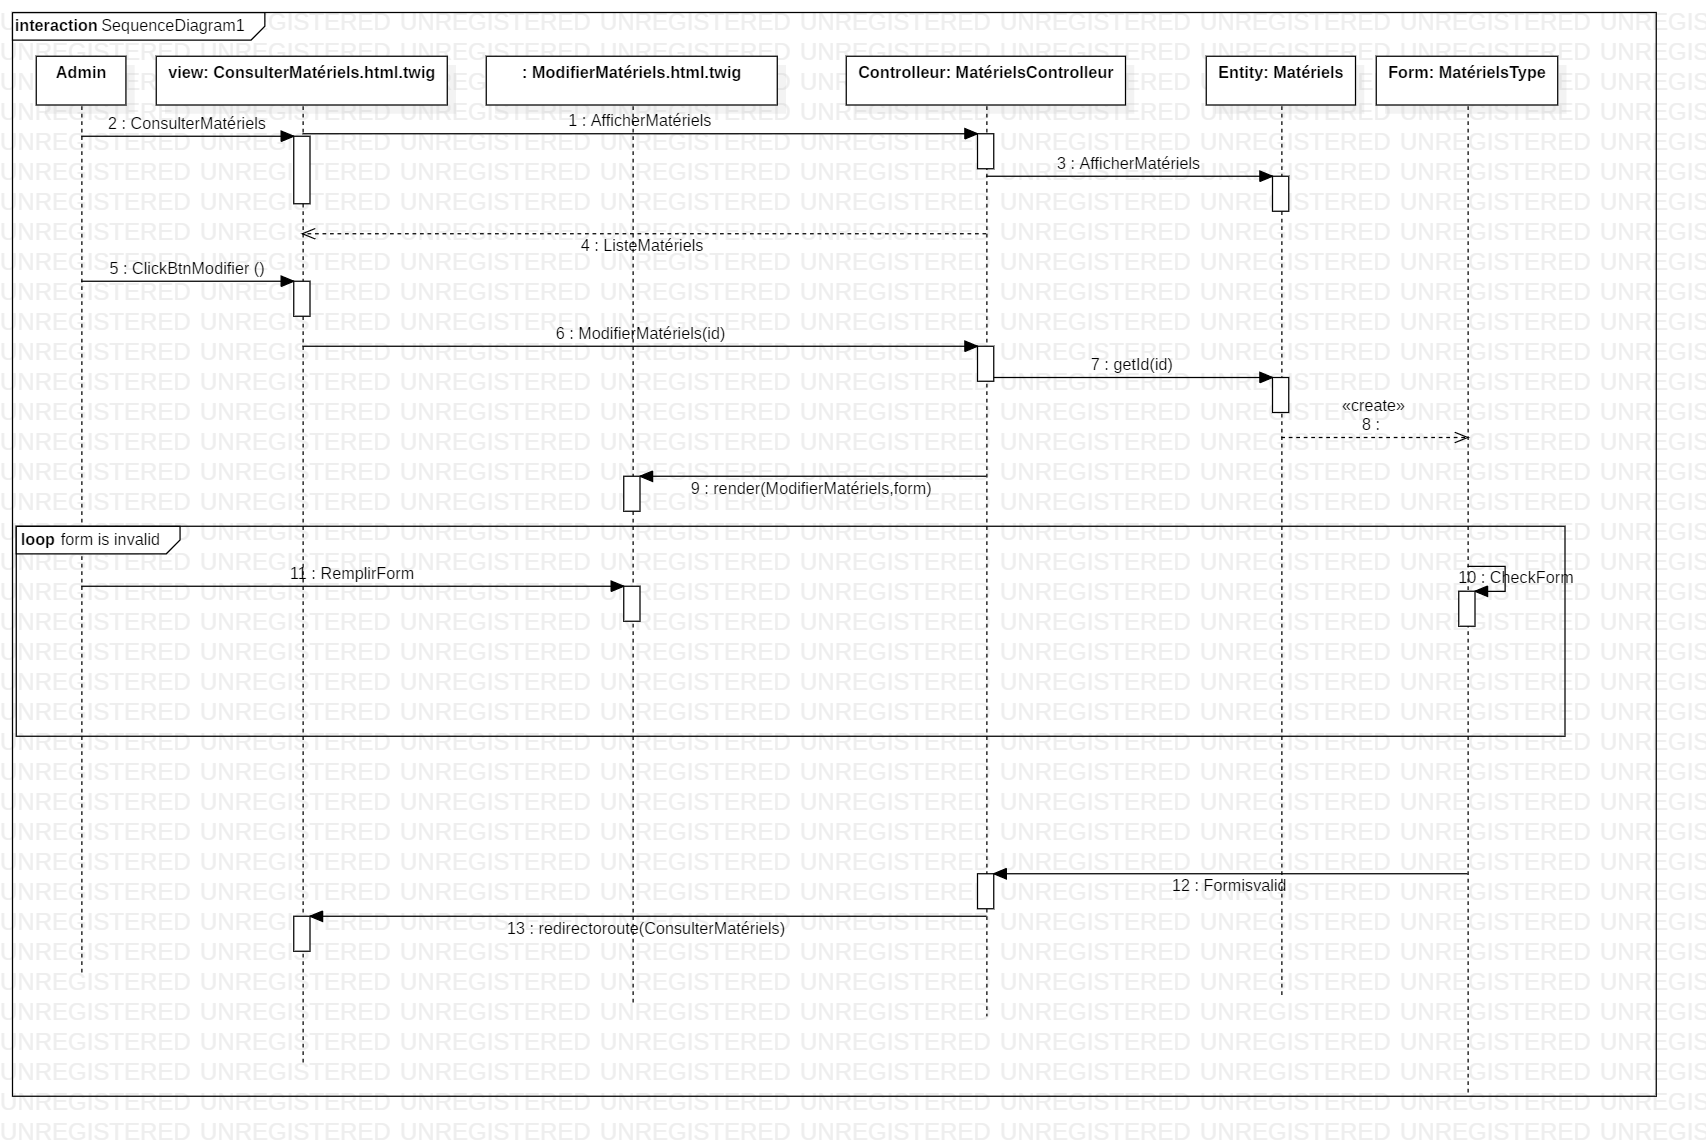 interaction SequenceDiagram1
Admin
view: ConsulterMatériels.html.twig
: ModifierMatériels.html.twig
Controlleur: MatérielsControlleur
Entity: Matériels
Form: MatérielsType
2 : ConsulterMatériels
1 : AfficherMatériels
3 : AfficherMatériels
4 : ListeMatériels
5 : ClickBtnModifier ()
6 : ModifierMatériels(id)
7 : getId(id)
«create»
8 :
9 : render(ModifierMatériels,form)
loop form is invalid
11 : RemplirForm
10 : CheckForm
12 : Formisvalid
13 : redirectoroute(ConsulterMatériels)
UNREGISTERED UNREGISTERED UNREGISTERED UNREGISTERED UNREGISTERED UNREGISTERED UNREGISTERED UNREGISTERED